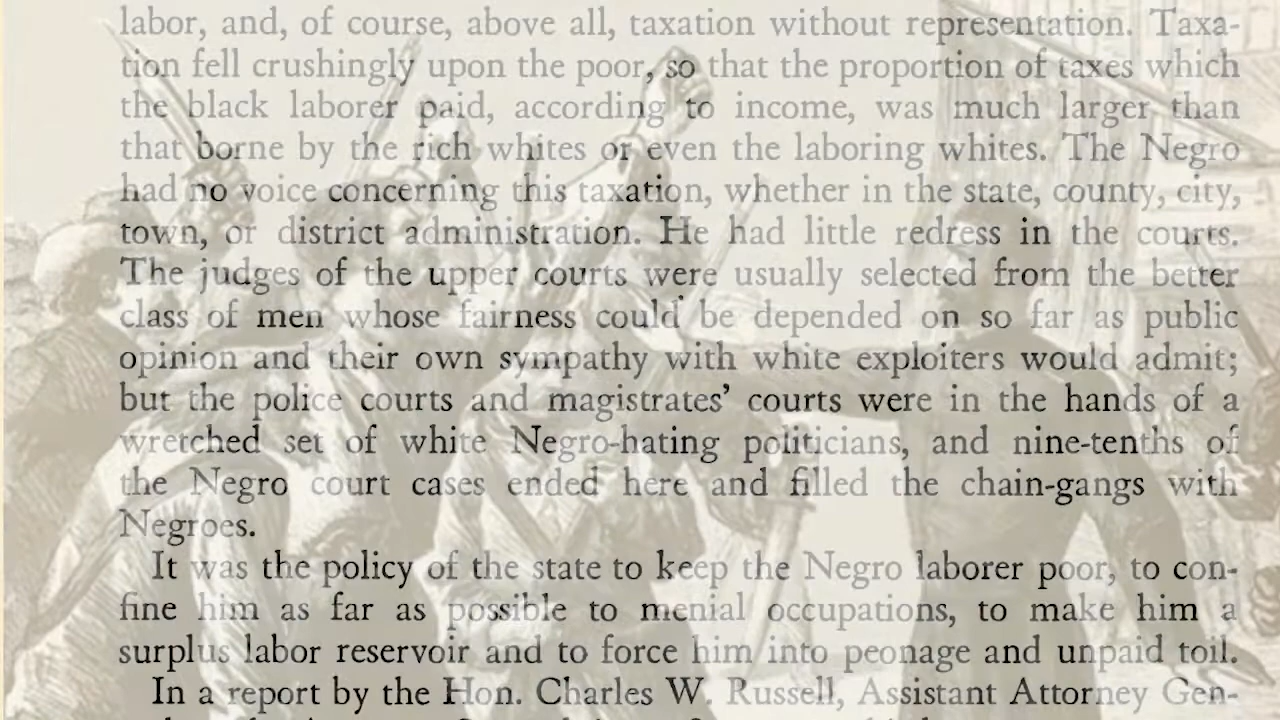 labor, and, of course, above all, taxation without representation. Taxa-
tion fell crushingly upon the poor, so that the proportion of taxes which
the black laborer paid, according to income, was much larger than
that borne by the rich whites or even the laboring whites. The Negro
had no voice concerning this taxation, whether in the state, county, city,
town, or district administration. He had little redress in the courts.
The judges of the upper courts were usually selected from the better
class of men whose fairness could be depended on so far as public
opinion and their own sympathy with white exploiters would admit;
but the police courts and magistrates’ courts were in the hands of a
wretched set of white Negro-hating politicians, and nine-tenths of
the Negro court cases ended here and filled the chain-gangs with
Negroes.
It was the policy of the state to keep the Negro laborer poor, to con-
fine him as far as possible to menial occupations, to make him a
surplus labor reservoir and to force him into peonage and unpaid toil.
In a report by the Hon. Charles W. Russell, Assistant Attorney Gen-